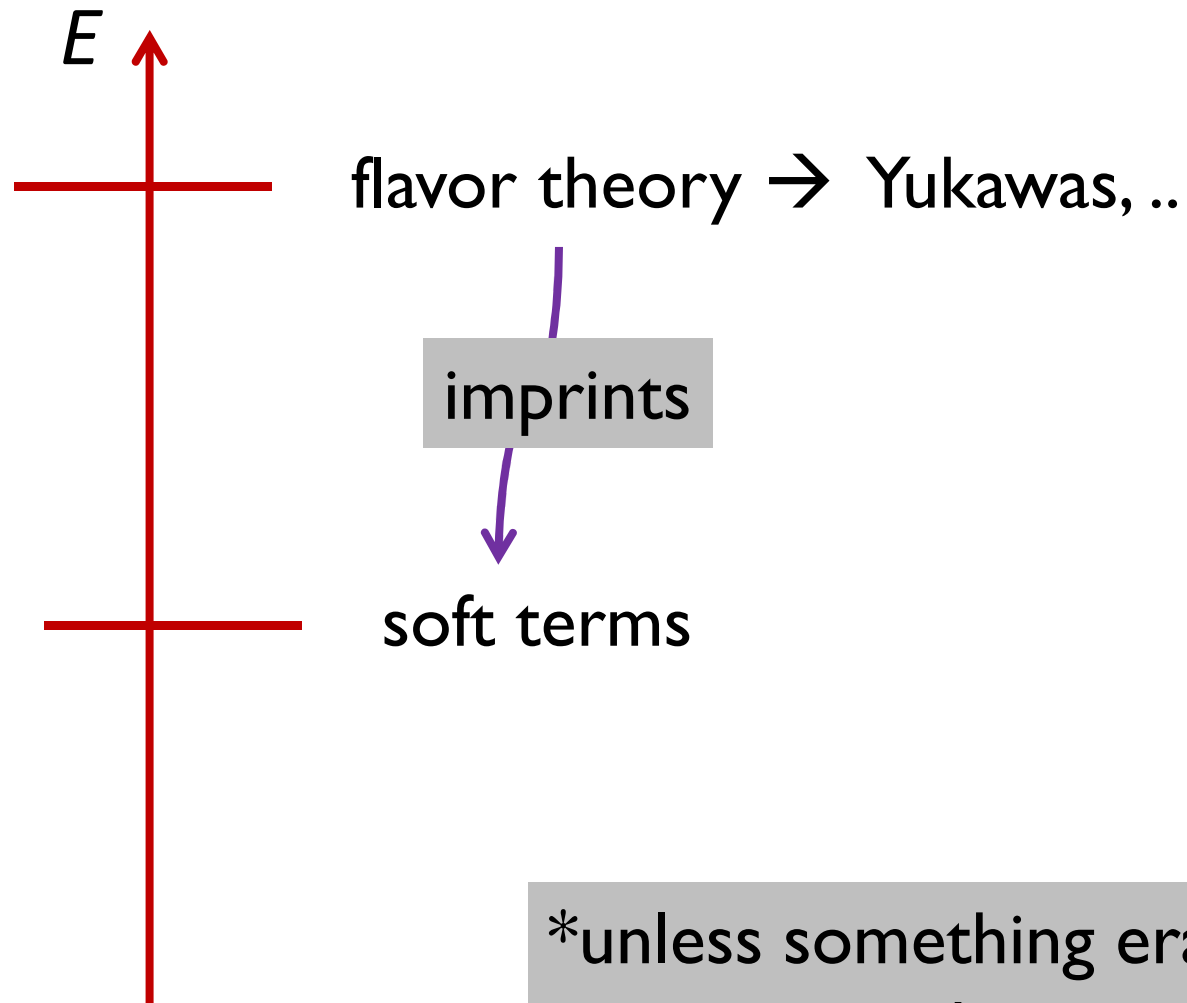 E
flavor theory → Yukawas, ..
imprints
soft terms
*unless something